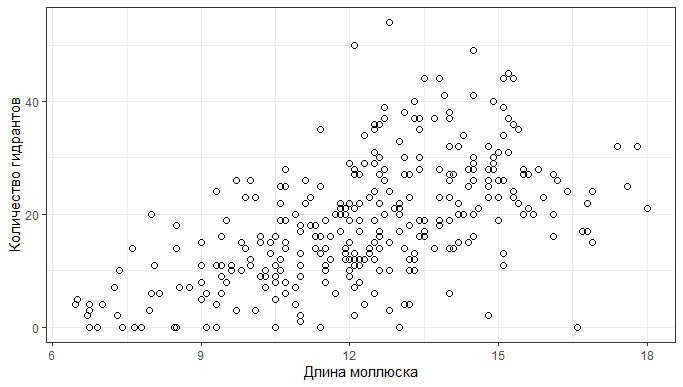 Количество гидрантов
40
20
0
6 9 12 15 18
Длина моллюска